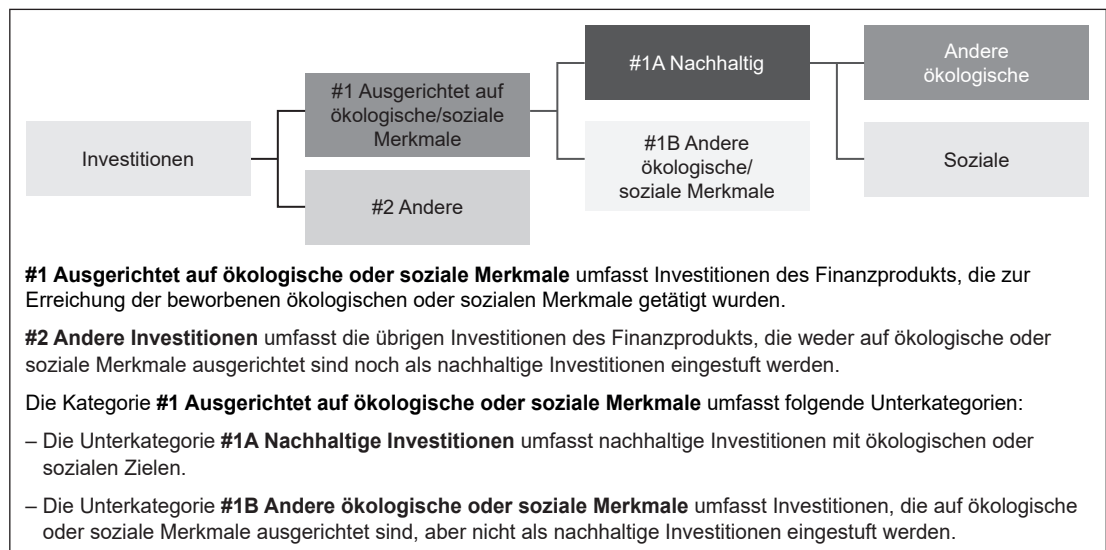 #1A Nachhaltig
Andere
ökologische
#1 Ausgerichtet auf
ökologische/soziale
Merkmale
Investitionen
#1B Andere
ökologische/
soziale Merkmale
Soziale
#2 Andere
#1 Ausgerichtet auf ökologische oder soziale Merkmale umfasst Investitionen des Finanzprodukts, die zur
Erreichung der beworbenen ökologischen oder sozialen Merkmale getätigt wurden.
#2 Andere Investitionen umfasst die übrigen Investitionen des Finanzprodukts, die weder auf ökologische oder
soziale Merkmale ausgerichtet sind noch als nachhaltige Investitionen eingestuft werden.
Die Kategorie #1 Ausgerichtet auf ökologische oder soziale Merkmale umfasst folgende Unterkategorien:
– Die Unterkategorie #1A Nachhaltige Investitionen umfasst nachhaltige Investitionen mit ökologischen oder
sozialen Zielen.
– Die Unterkategorie #1B Andere ökologische oder soziale Merkmale umfasst Investitionen, die auf ökologische
oder soziale Merkmale ausgerichtet sind, aber nicht als nachhaltige Investitionen eingestuft werden.